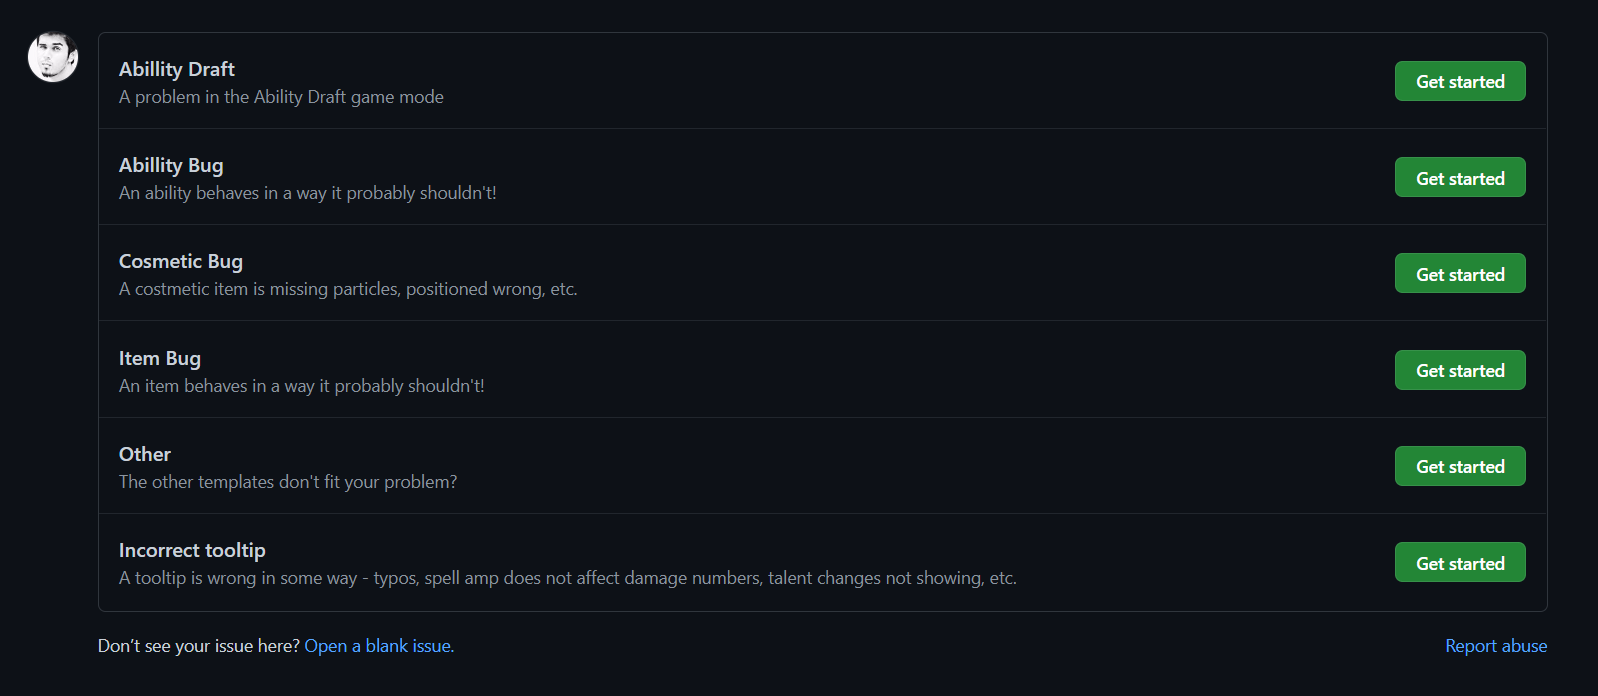 Abillity Draft
A problem in the Ability Draft game mode
Get started
Abillity Bug
An ability behaves in a way it probably shouldn't!
Get started
Cosmetic Bug
A costmetic item is missing particles, positioned wrong, etc.
Get started
Item Bug
An item behaves in a way it probably shouldn't!
Get started
Other
The other templates don't fit your problem?
Get started
Incorrect tooltip
A tooltip is wrong in some way - typos, spell amp does not affect damage numbers, talent changes not showing, etc.
Get started
Don’t see your issue here? Open a blank issue.
Report abuse